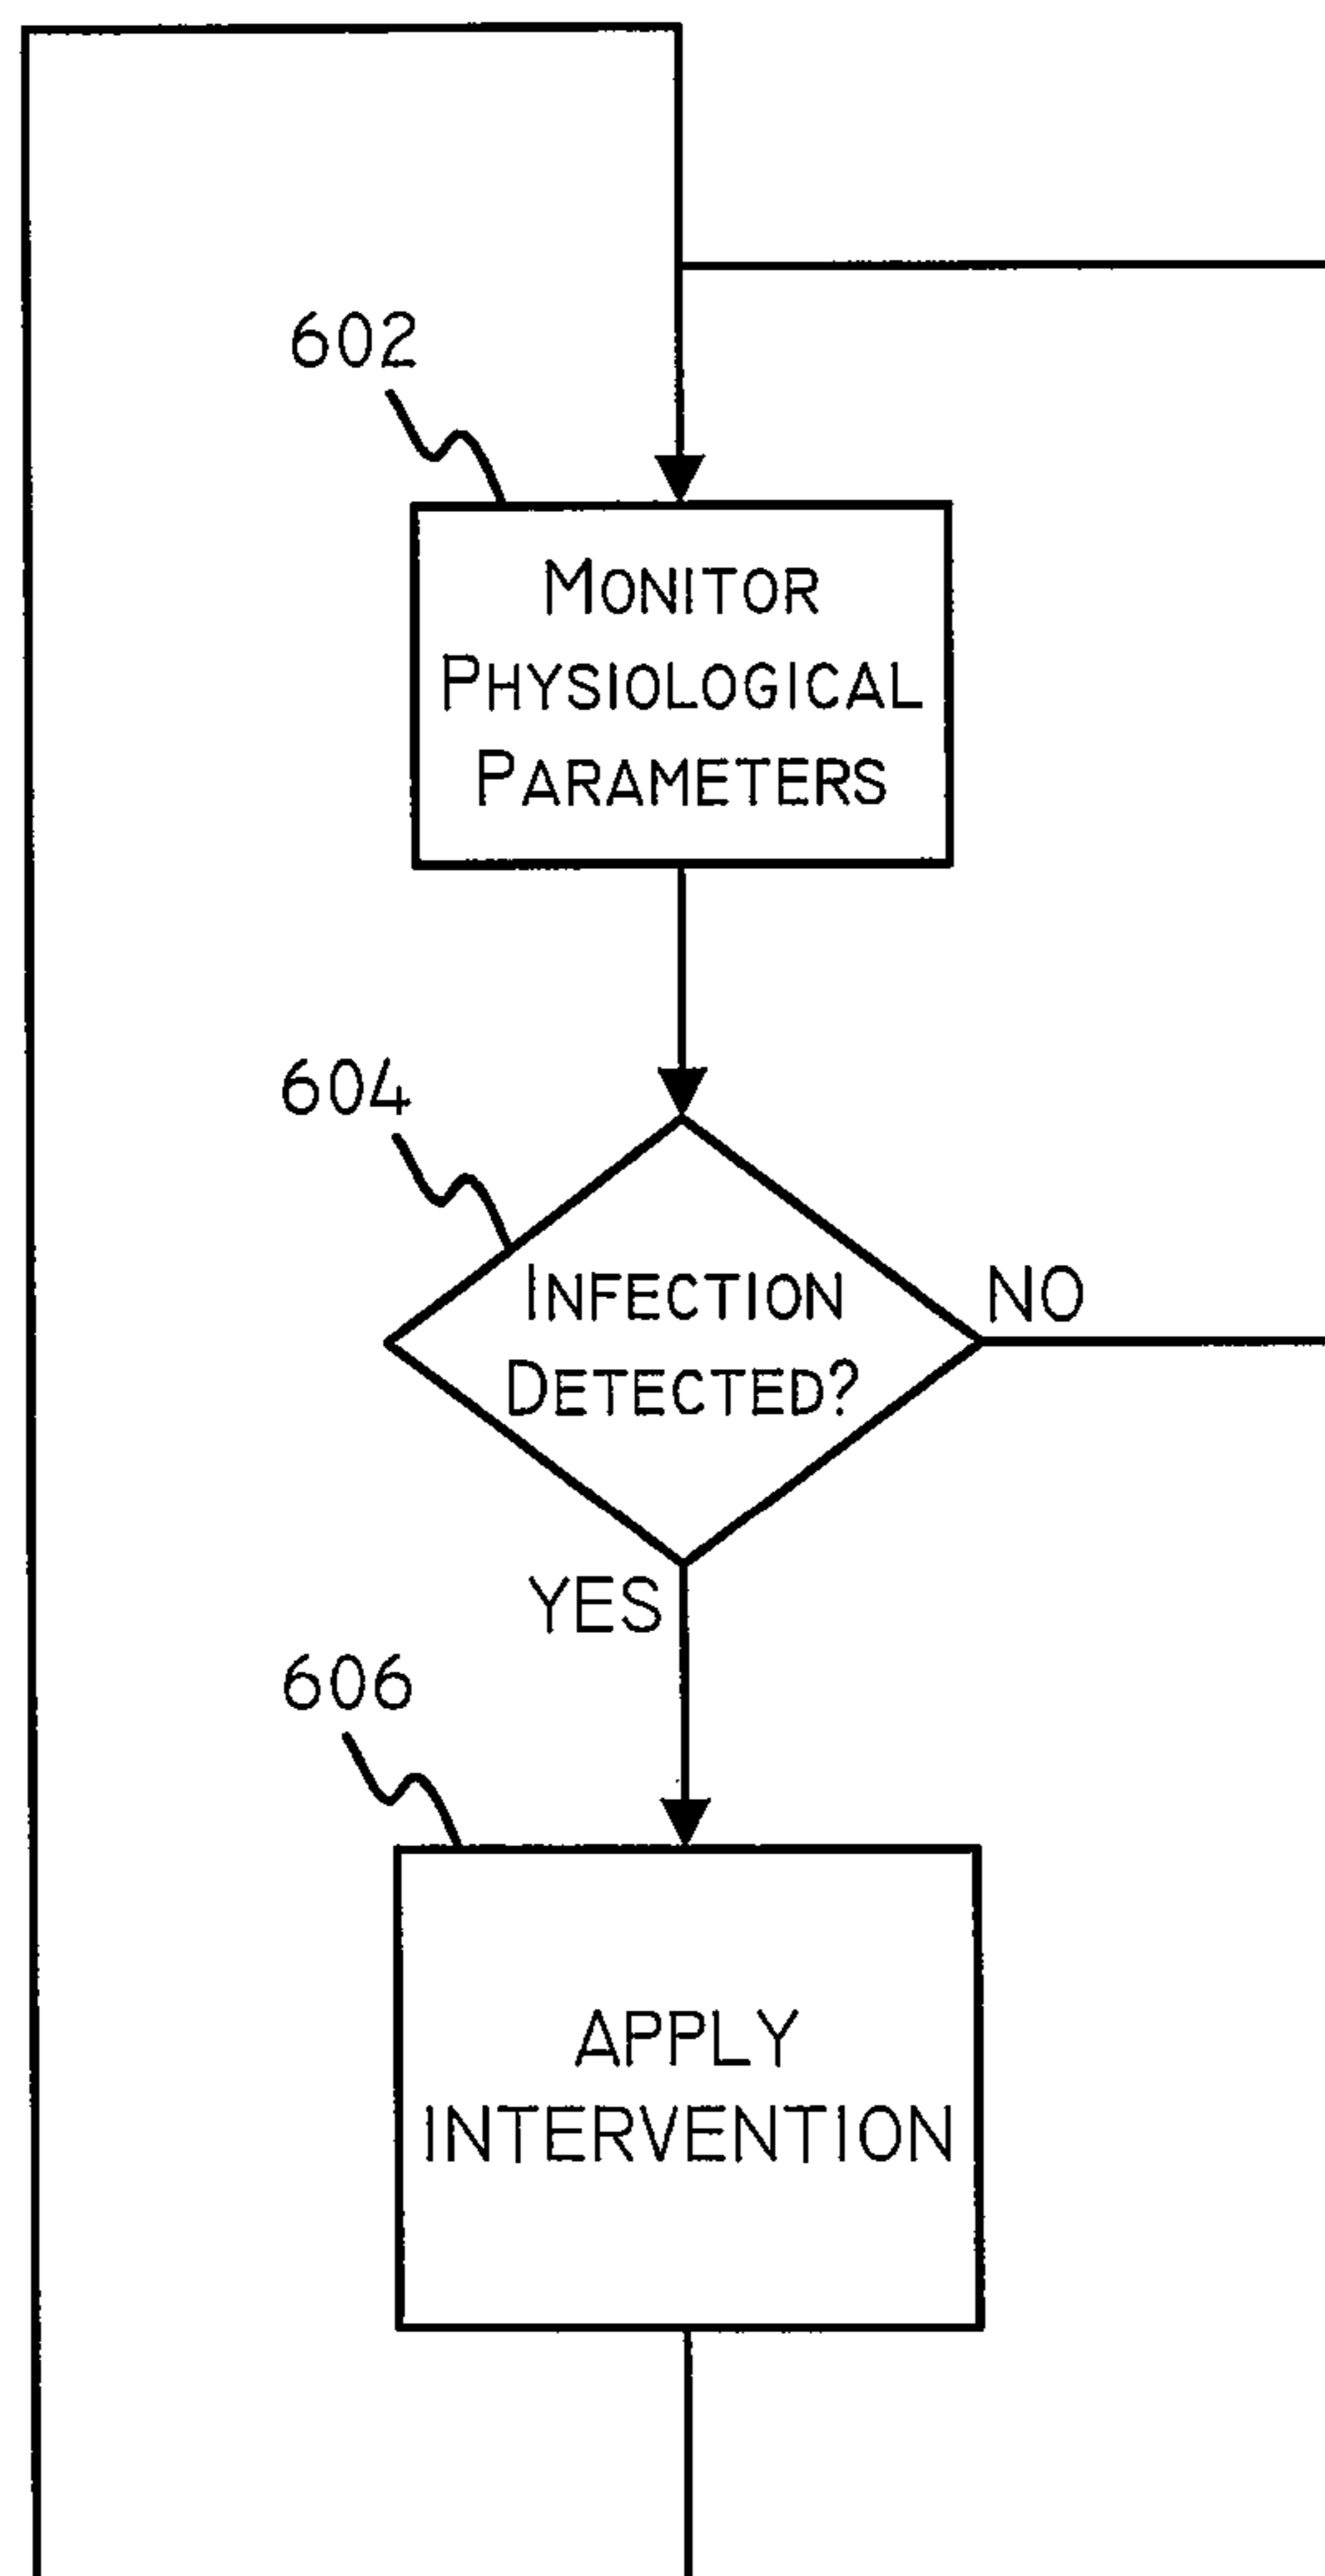 602
MONITOR
PHYSIOLOGICAL
PARAMETERS
604
INFECTION
DETECTED?
NO
YES
606
APPLY
INTERVENTION